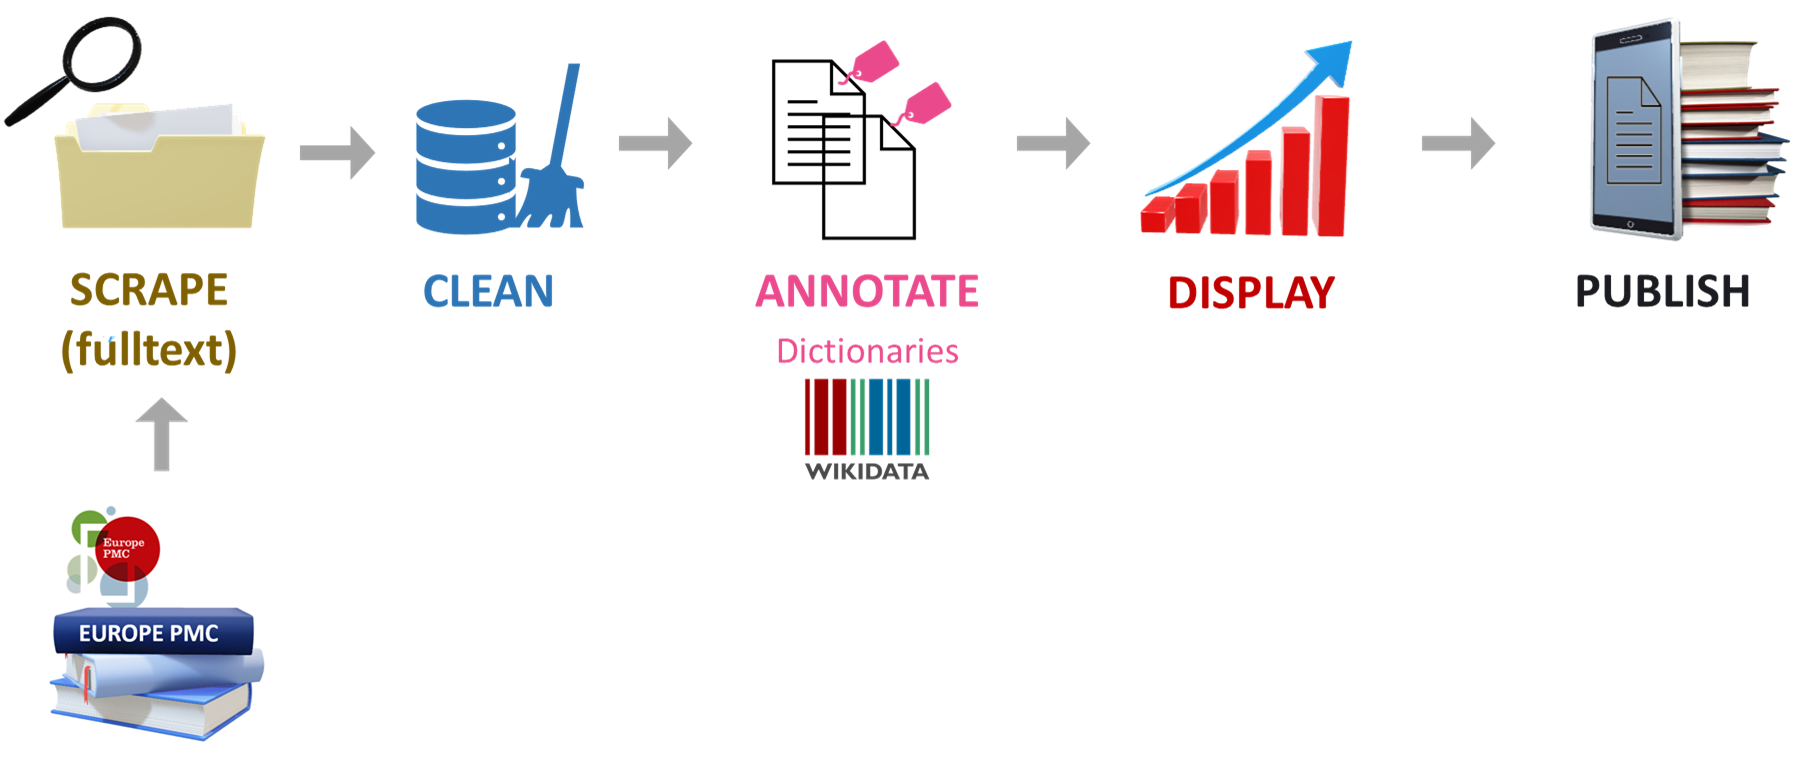 SCRAPE
(fulltext)
CLEAN
ANNOTATE
Dictionaries
WIKIDATA
DISPLAY
PUBLISH
Europe
PMC
EUROPE PMC